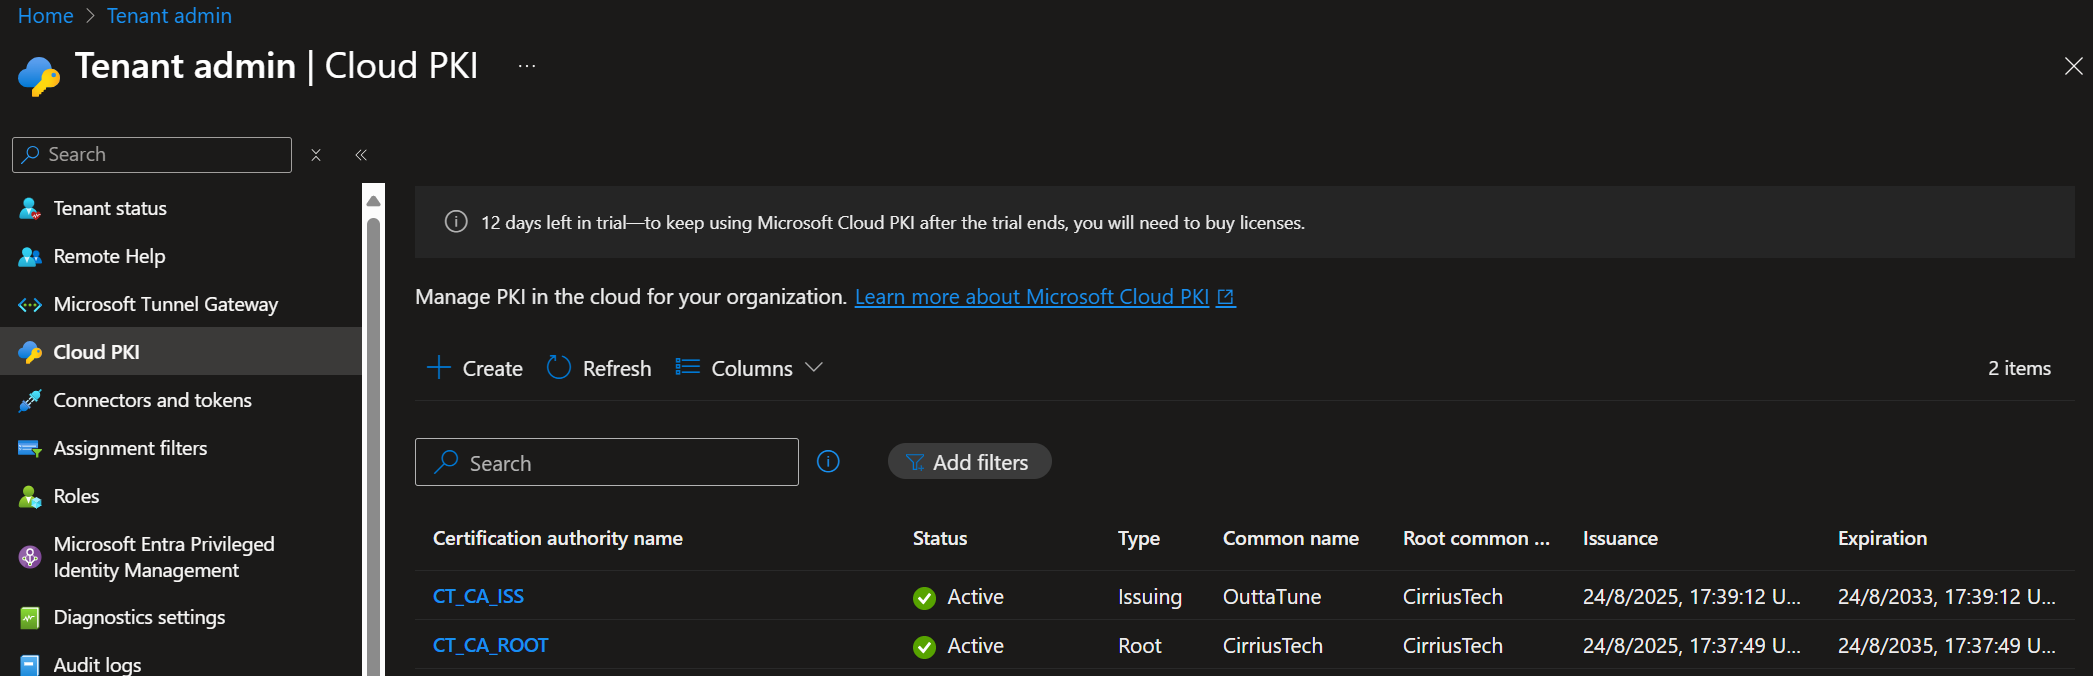 Home > Tenant admin
Tenant admin | Cloud PKI ...
Search
Tenant status
Remote Help
Microsoft Tunnel Gateway
Cloud PKI
Connectors and tokens
Assignment filters
Roles
Microsoft Entra Privileged
Identity Management
Diagnostics settings
Audit logs
12 days left in trial—to keep using Microsoft Cloud PKI after the trial ends, you will need to buy licenses.
Manage PKI in the cloud for your organization. Learn more about Microsoft Cloud PKI
Create Refresh Columns 2 items
Search Add filters
Certification authority name Status Type Common name Root common ... Issuance Expiration
CT_CA_ISS Active Issuing OuttaTune CirriusTech 24/8/2025, 17:39:12 U... 24/8/2033, 17:39:12 U...
CT_CA_ROOT Active Root CirriusTech CirriusTech 24/8/2025, 17:37:49 U... 24/8/2035, 17:37:49 U...